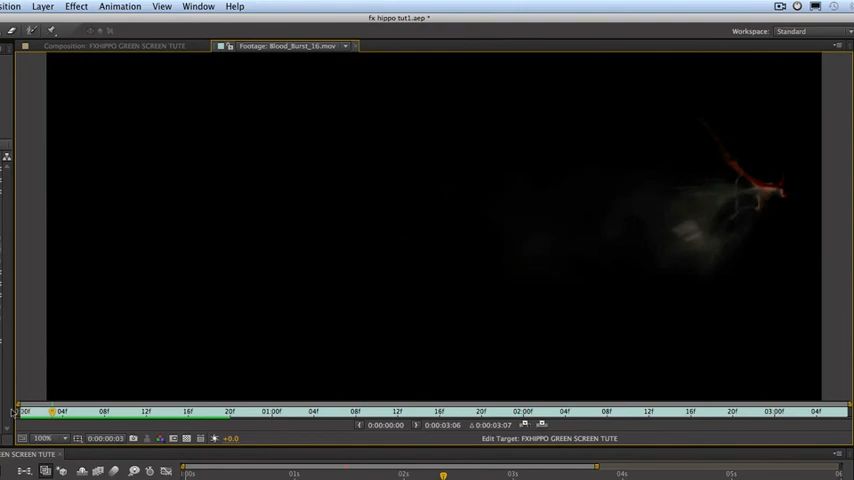 sition Layer Effect Animation View Window Help
fx hippo tut1.aep *
Workspace: Standard
Composition: FXHIPPO GREEN SCREEN TUTE Footage: Blood_Burst_16.mov
00f 04f 08f 12f 16f 20f 01:00f 04f 08f 12f 16f 20f 02:00f 04f 08f 12f 16f 20f 03:00f 04f
0:00:00:00 0:00:03:06 Δ 0:00:03:07
100% 0:00:00:03 +0.0 Edit Target: FXHIPPO GREEN SCREEN TUTE
EEN SCREEN TUTE
00s 01s 02s 03s 04s 05s 06